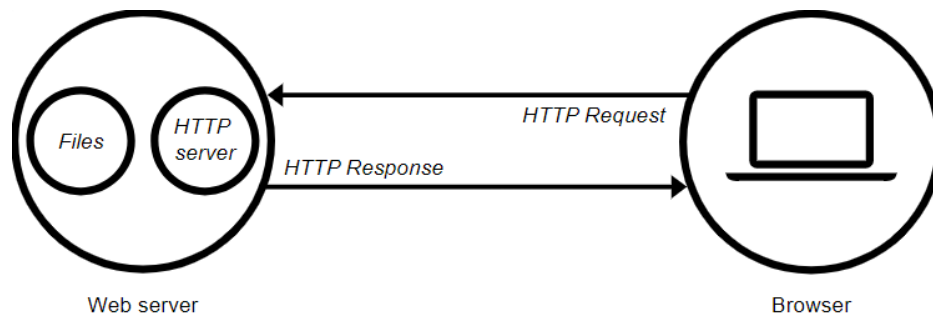 HTTP Request
Files
HTTP
server
HTTP Response
Web server
Browser